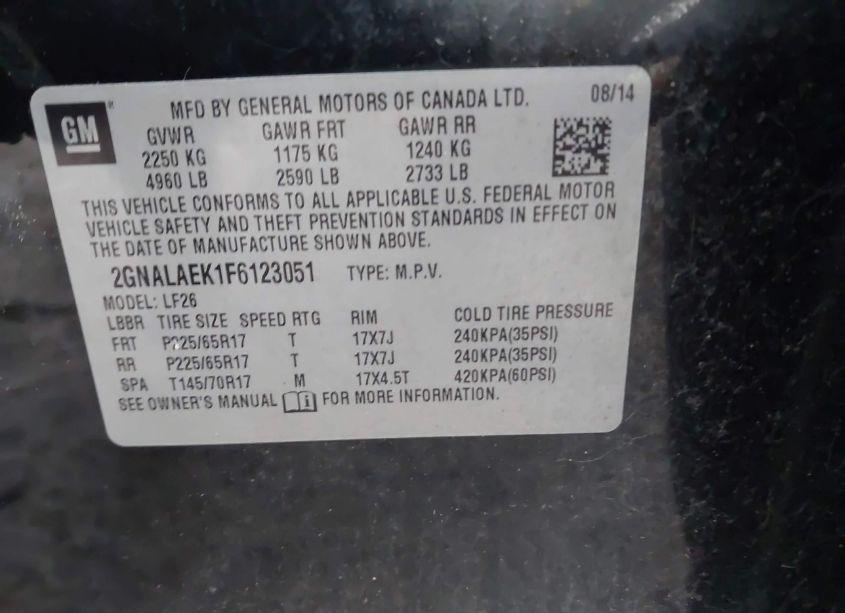 GM
MFD BY GENERAL MOTORS OF CANADA LTD. 08/14
GVWR GAWR FRT GAWR RR
2250 KG 1175 KG 1240 KG
4960 LB 2590 LB 2733 LB
THIS VEHICLE CONFORMS TO ALL APPLICABLE U.S. FEDERAL MOTOR
VEHICLE SAFETY AND THEFT PREVENTION STANDARDS IN EFFECT ON
THE DATE OF MANUFACTURE SHOWN ABOVE.
2GNALAEK1F6123051 TYPE: M.P.V.
MODEL: LF26
LBBR TIRE SIZE SPEED RTG RIM COLD TIRE PRESSURE
FRT P225/65R17 T 17X7J 240KPA(35PSI)
RR P225/65R17 T 17X7J 240KPA(35PSI)
SPA T145/70R17 M 17X4.5T 420KPA(60PSI)
SEE OWNER'S MANUAL FOR MORE INFORMATION.